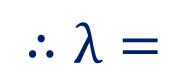 ∴ λ =